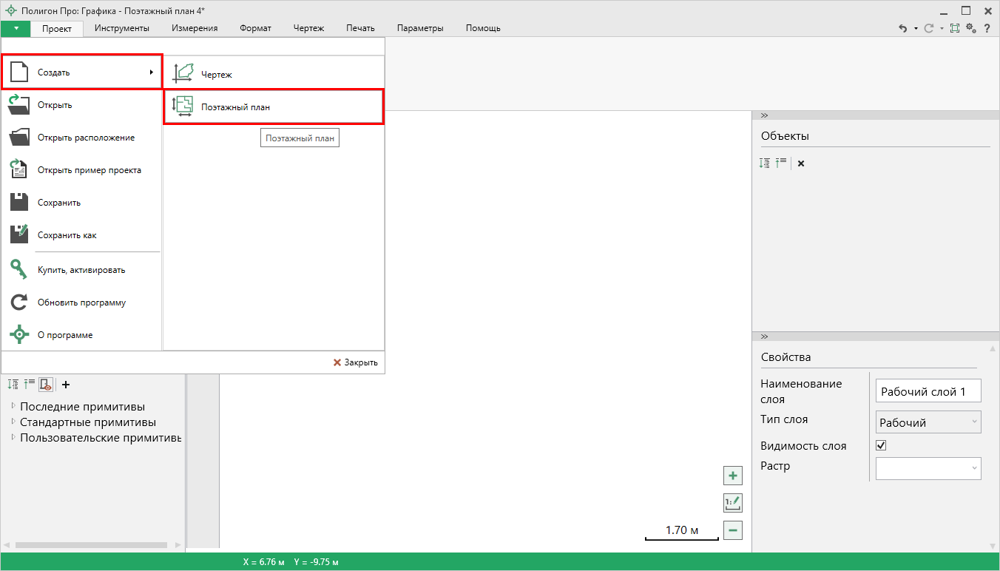 Полигон Про: Графика - Поэтажный план 4*
Проект Инструменты Измерения Формат Чертеж Печать Параметры Помощь
Создать
Открыть
Открыть расположение
Открыть пример проекта
Сохранить
Сохранить как
Купить, активировать
Обновить программу
О программе
Чертеж
Поэтажный план
Поэтажный план
Закрыть
Последние примитивы
Стандартные примитивы
Пользовательские примитивы
1:
1.70 м
Объекты
Свойства
Наименование
слоя
Рабочий слой 1
Тип слоя
Рабочий
Видимость слоя
Растр
X = 6.76 м Y = -9.75 м